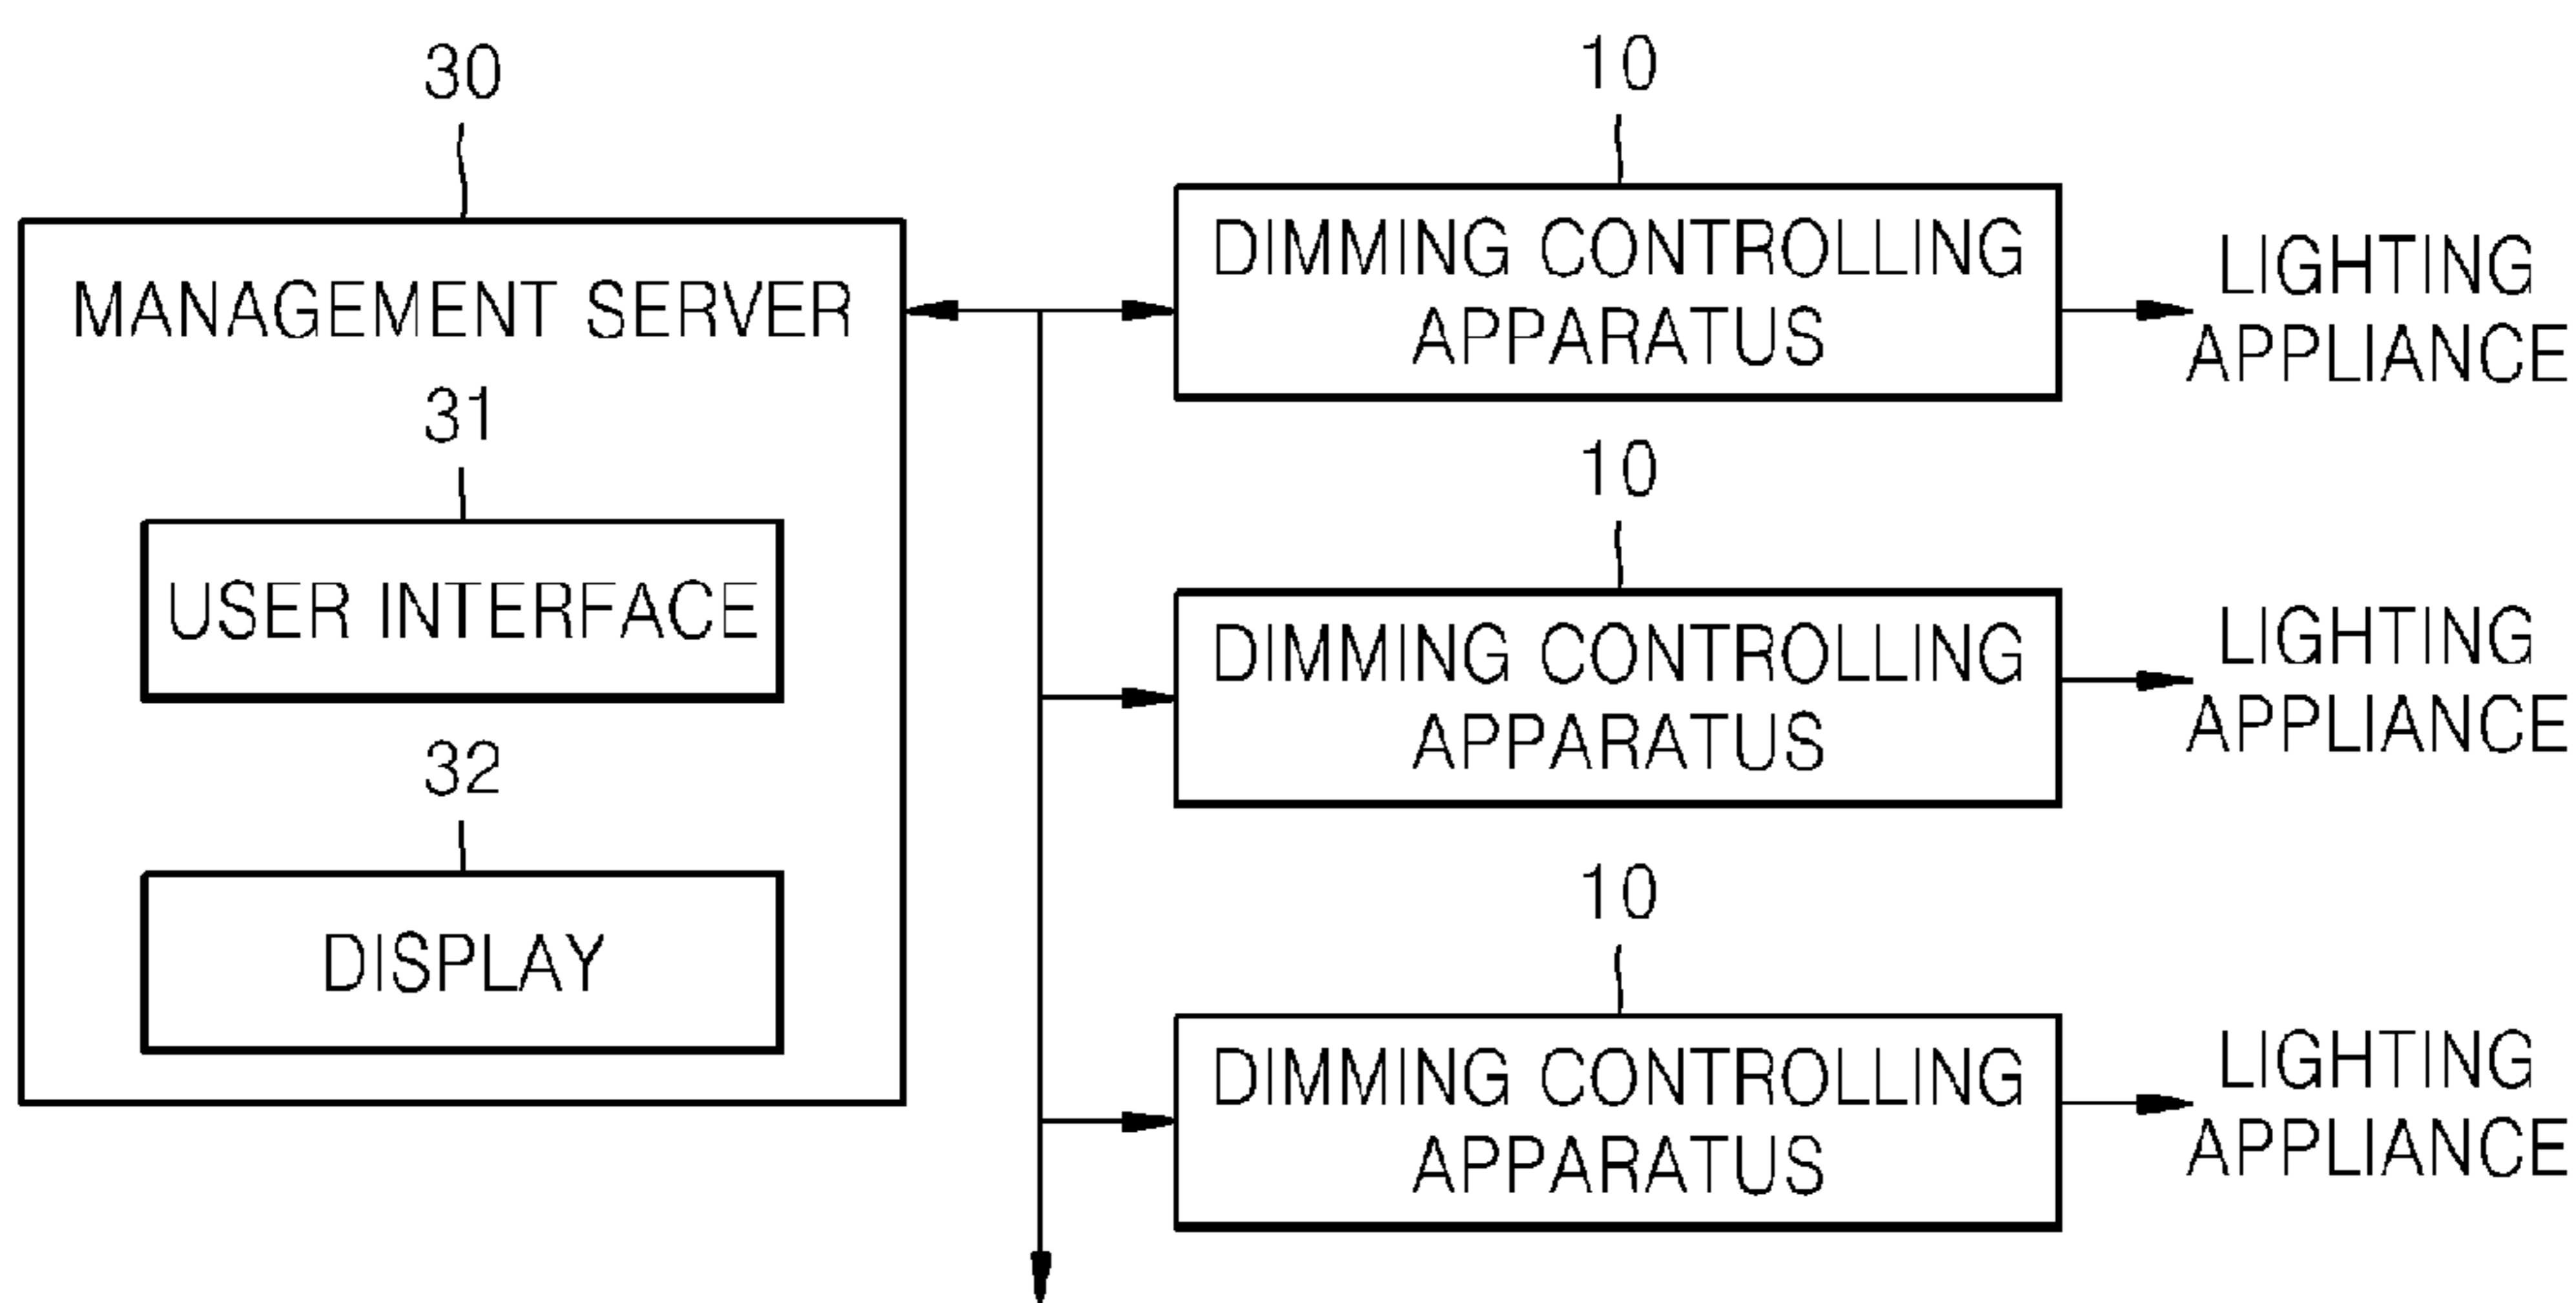 30
MANAGEMENT SERVER
31
USER INTERFACE
32
DISPLAY
10
DIMMING CONTROLLING
APPARATUS
LIGHTING
APPLIANCE
10
DIMMING CONTROLLING
APPARATUS
LIGHTING
APPLIANCE
10
DIMMING CONTROLLING
APPARATUS
LIGHTING
APPLIANCE